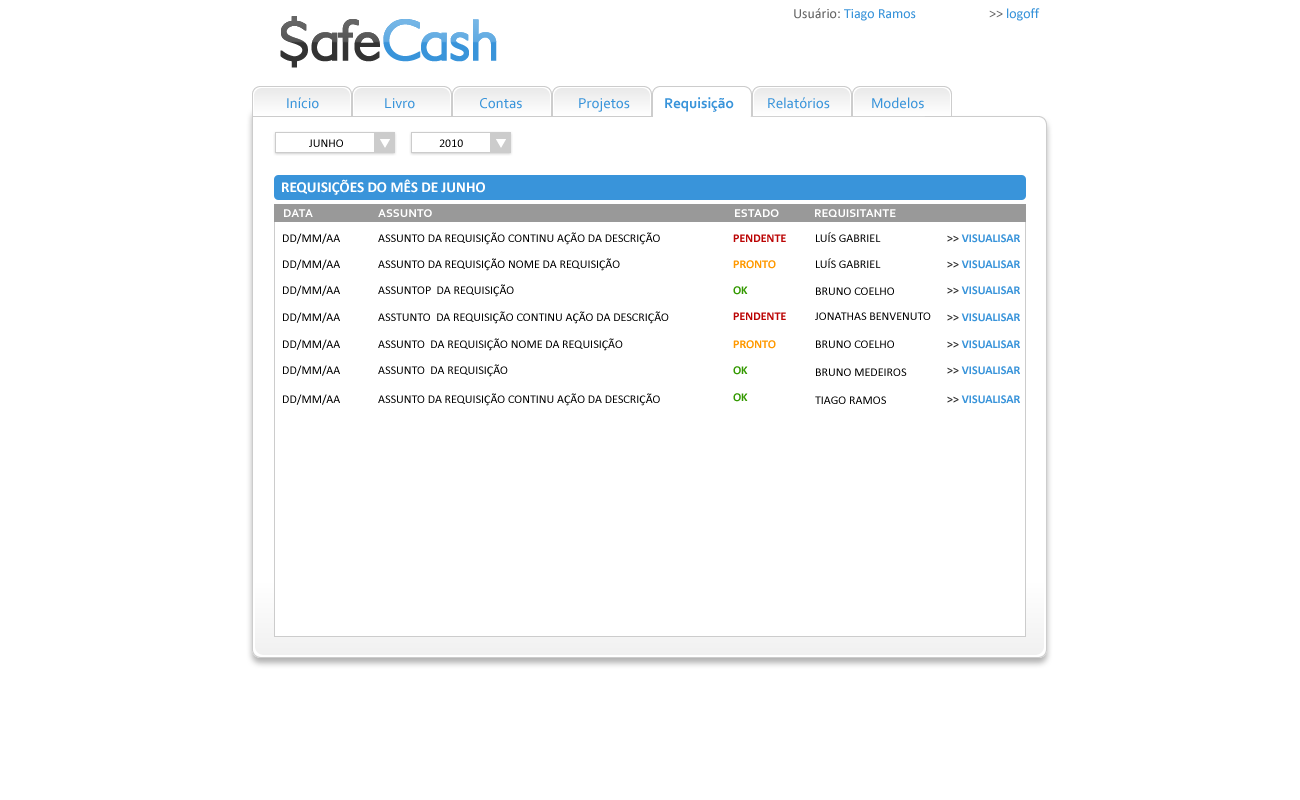 Usuário: Tiago Ramos >> logoff
$afeCash
Início Livro Contas Projetos Requisição Relatórios Modelos
JUNHO 2010
REQUISIÇÕES DO MÊS DE JUNHO
DATA ASSUNTO ESTADO REQUISITANTE
DD/MM/AA ASSUNTO DA REQUISIÇÃO CONTINU AÇÃO DA DESCRIÇÃO PENDENTE LUÍS GABRIEL >> VISUALISAR
DD/MM/AA ASSUNTO DA REQUISIÇÃO NOME DA REQUISIÇÃO PRONTO LUÍS GABRIEL >> VISUALISAR
DD/MM/AA ASSUNTOP DA REQUISIÇÃO OK BRUNO COELHO >> VISUALISAR
DD/MM/AA ASSTUNTO DA REQUISIÇÃO CONTINU AÇÃO DA DESCRIÇÃO PENDENTE JONATHAS BENVENUTO >> VISUALISAR
DD/MM/AA ASSUNTO DA REQUISIÇÃO NOME DA REQUISIÇÃO PRONTO BRUNO COELHO >> VISUALISAR
DD/MM/AA ASSUNTO DA REQUISIÇÃO OK BRUNO MEDEIROS >> VISUALISAR
DD/MM/AA ASSUNTO DA REQUISIÇÃO CONTINU AÇÃO DA DESCRIÇÃO OK TIAGO RAMOS >> VISUALISAR